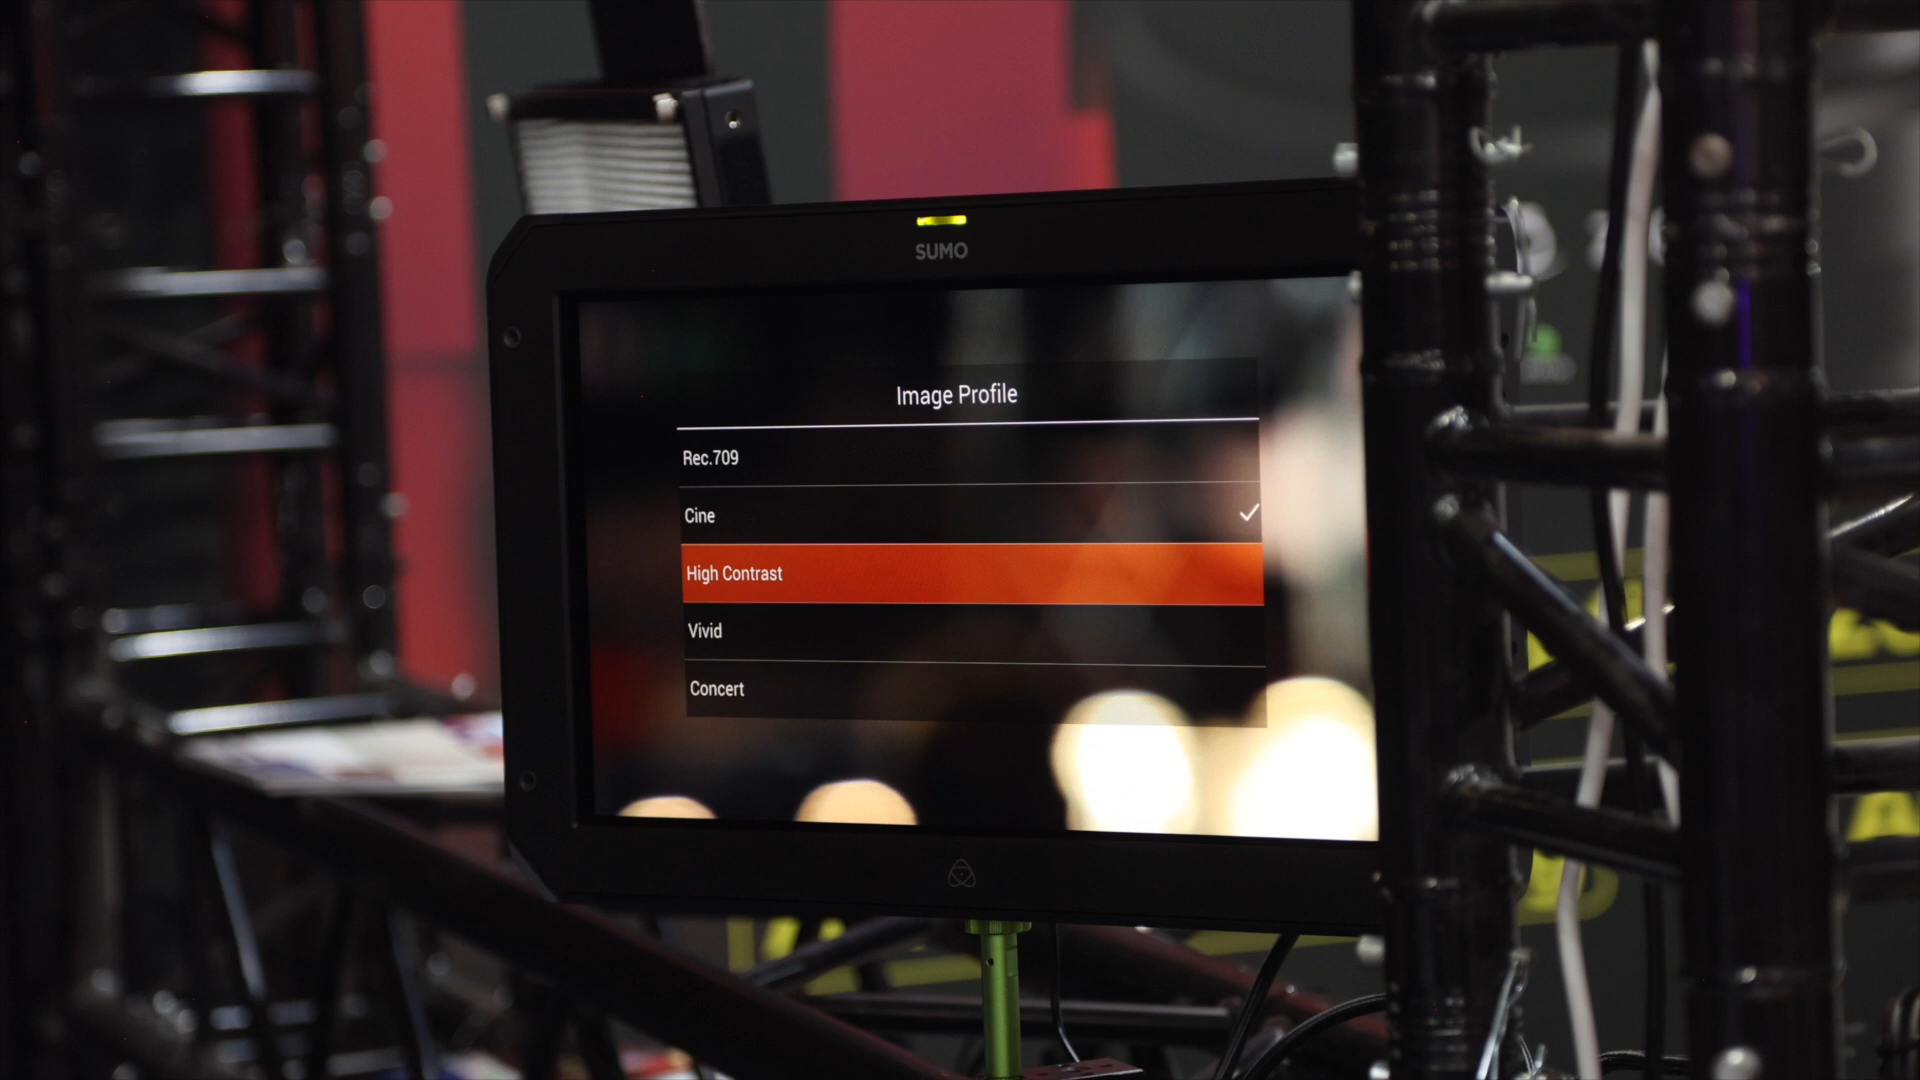 SUMO
Image Profile
Rec.709
Cine
High Contrast
Vivid
Concert